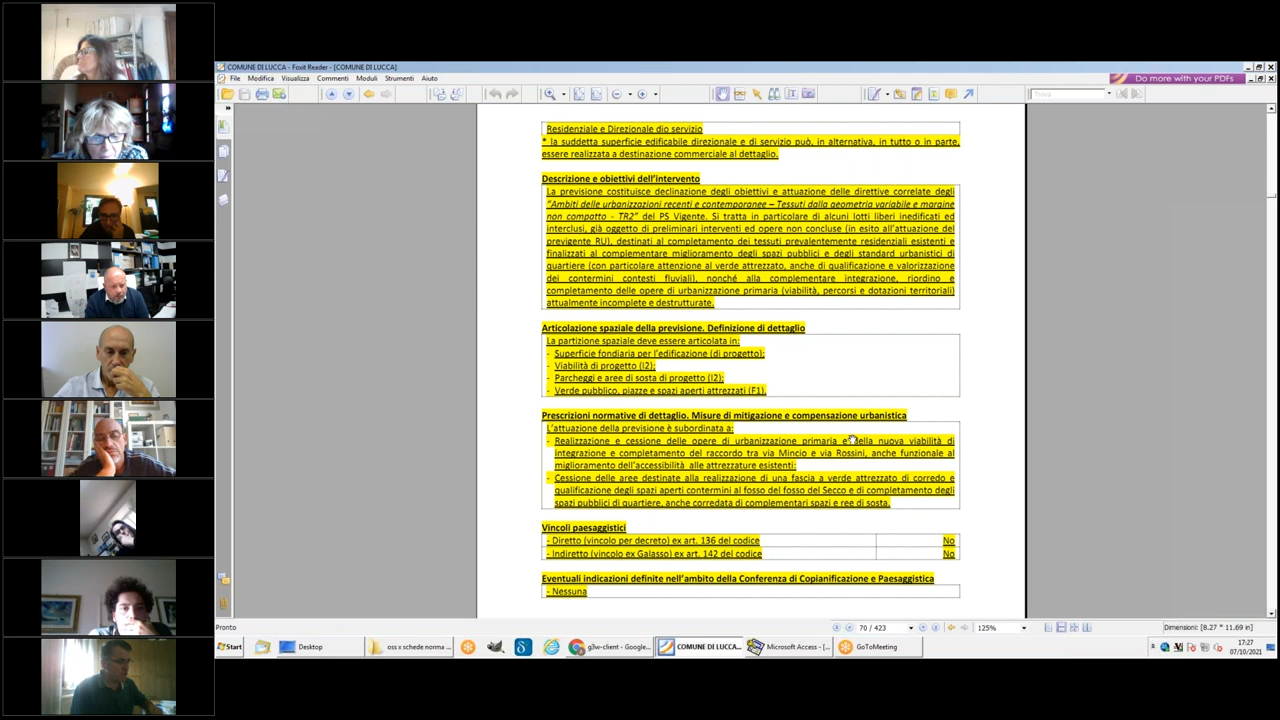 COMUNE DI LUCCA - Foxit Reader - [COMUNE DI LUCCA]
File Modifica Visualizza Commenti Moduli Strumenti Aiuto
Do more with your PDFs
Trova
Residenziale e Direzionale dio servizio
* la suddetta superficie edificabile direzionale e di servizio può, in alternativa, in tutto o in parte,
essere realizzata a destinazione commerciale al dettaglio.
Descrizione e obiettivi dell'intervento
La previsione costituisce declinazione degli obiettivi e attuazione delle direttive correlate degli
"Ambiti delle urbanizzazioni recenti e contemporanee – Tessuti dalla geometria variabile e margine
non compatto - TR2" del PS Vigente. Si tratta in particolare di alcuni lotti liberi inedificati ed
interclusi, già oggetto di preliminari interventi ed opere non concluse (in esito all'attuazione del
previgente RU), destinati al completamento dei tessuti prevalentemente residenziali esistenti e
finalizzati al complementare miglioramento degli spazi pubblici e degli standard urbanistici di
quartiere (con particolare attenzione al verde attrezzato, anche di qualificazione e valorizzazione
dei contermini contesti fluviali), nonché alla complementare integrazione, riordino e
completamento delle opere di urbanizzazione primaria (viabilità, percorsi e dotazioni territoriali)
attualmente incomplete e destrutturate.
Articolazione spaziale della previsione. Definizione di dettaglio
La partizione spaziale deve essere articolata in:
- Superficie fondiaria per l'edificazione (di progetto);
- Viabilità di progetto (I2);
- Parcheggi e aree di sosta di progetto (I2);
- Verde pubblico, piazze e spazi aperti attrezzati (F1).
Prescrizioni normative di dettaglio. Misure di mitigazione e compensazione urbanistica
L'attuazione della previsione è subordinata a:
- Realizzazione e cessione delle opere di urbanizzazione primaria e della nuova viabilità di
integrazione e completamento del raccordo tra via Mincio e via Rossini, anche funzionale al
miglioramento dell'accessibilità alle attrezzature esistenti;
- Cessione delle aree destinate alla realizzazione di una fascia a verde attrezzato di corredo e
qualificazione degli spazi aperti contermini al fosso del fosso del Secco e di completamento degli
spazi pubblici di quartiere, anche corredata di complementari spazi e ree di sosta.
Vincoli paesaggistici
- Diretto (vincolo per decreto) ex art. 136 del codice No
- Indiretto (vincolo ex Galasso) ex art. 142 del codice No
Eventuali indicazioni definite nell'ambito della Conferenza di Copianificazione e Paesaggistica
- Nessuna
Pronto 70 / 423 125% Dimensioni: [8.27 * 11.69 in]
Start Desktop oss x schede norma ... g3w-client - Google... COMUNE DI LUCCA... Microsoft Access - [... GoToMeeting 17:27
07/10/2021